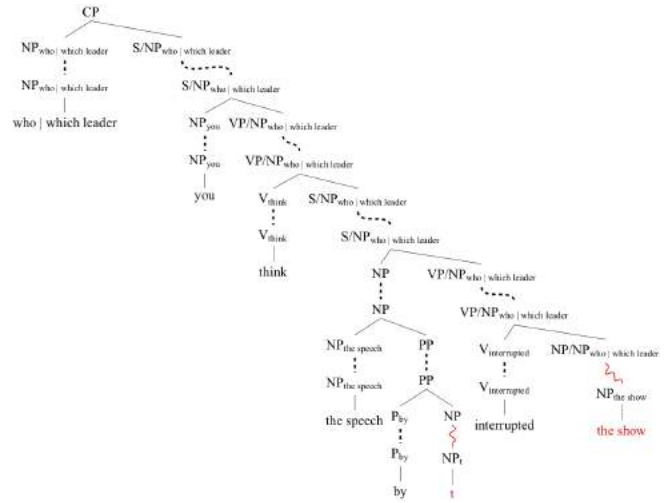 CP
NPwho | which leader S/NPwho | which leader
NPwho | which leader S/NPwho | which leader
who | which leader NPyou VP/NPwho | which leader
NPyou VP/NPwho | which leader
you Vthink S/NPwho | which leader
Vthink S/NPwho | which leader
think NP VP/NPwho | which leader
NP VP/NPwho | which leader
NPthe speech PP Vinterrupted NP/NPwho | which leader
NPthe speech PP Vinterrupted NPthe show
the speech Pby NP interrupted the show
Pby NPt
by t